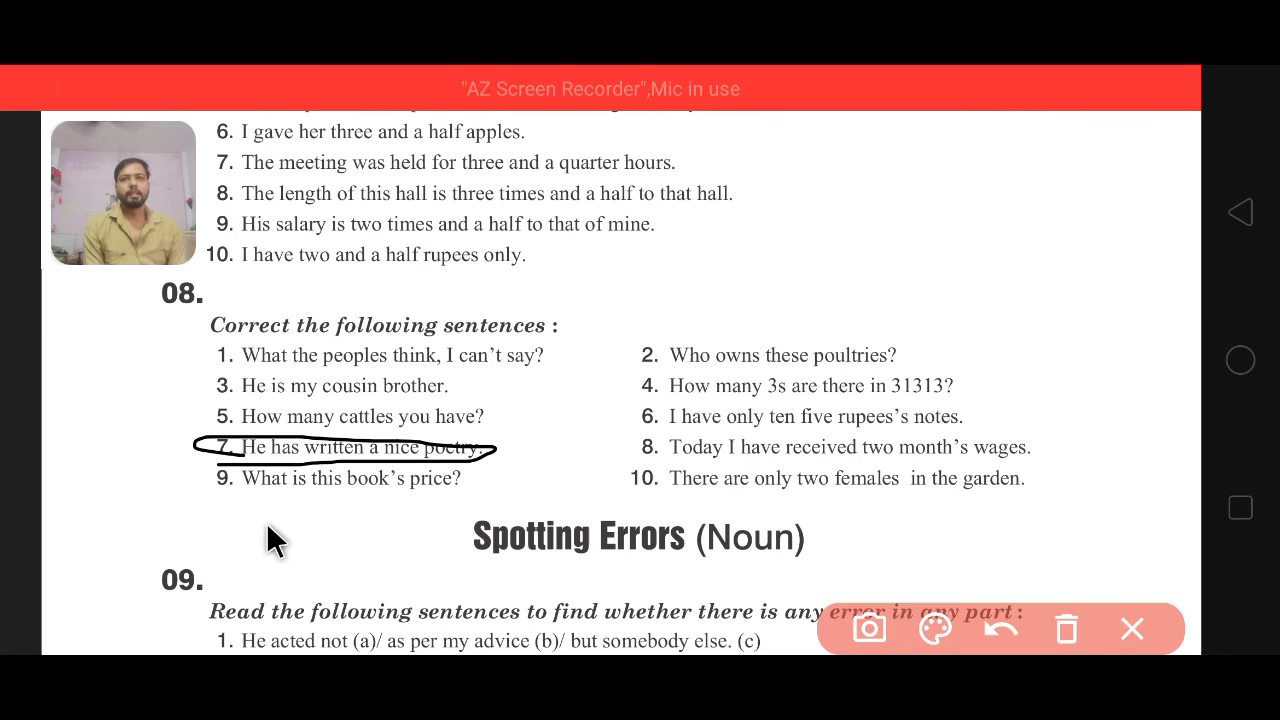 "AZ Screen Recorder",Mic in use
6. I gave her three and a half apples.
7. The meeting was held for three and a quarter hours.
8. The length of this hall is three times and a half to that hall.
9. His salary is two times and a half to that of mine.
10. I have two and a half rupees only.
08.
Correct the following sentences :
1. What the peoples think, I can't say?
2. Who owns these poultries?
3. He is my cousin brother.
4. How many 3s are there in 31313?
5. How many cattles you have?
6. I have only ten five rupees's notes.
7. He has written a nice poetry.
8. Today I have received two month's wages.
9. What is this book's price?
10. There are only two females in the garden.
Spotting Errors (Noun)
09.
Read the following sentences to find whether there is any error in any part :
1. He acted not (a)/ as per my advice (b)/ but somebody else. (c)